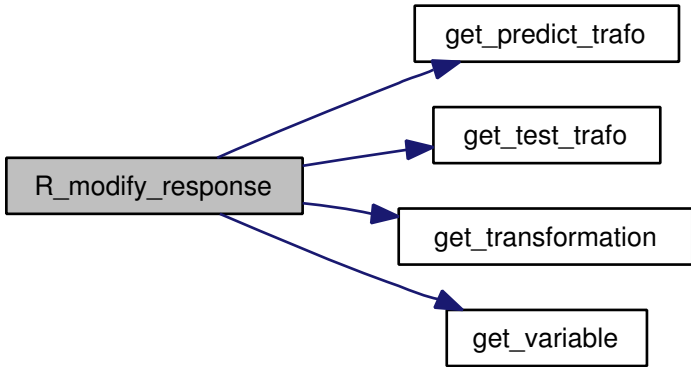 get_predict_trafo
get_test_trafo
R_modify_response
get_transformation
get_variable